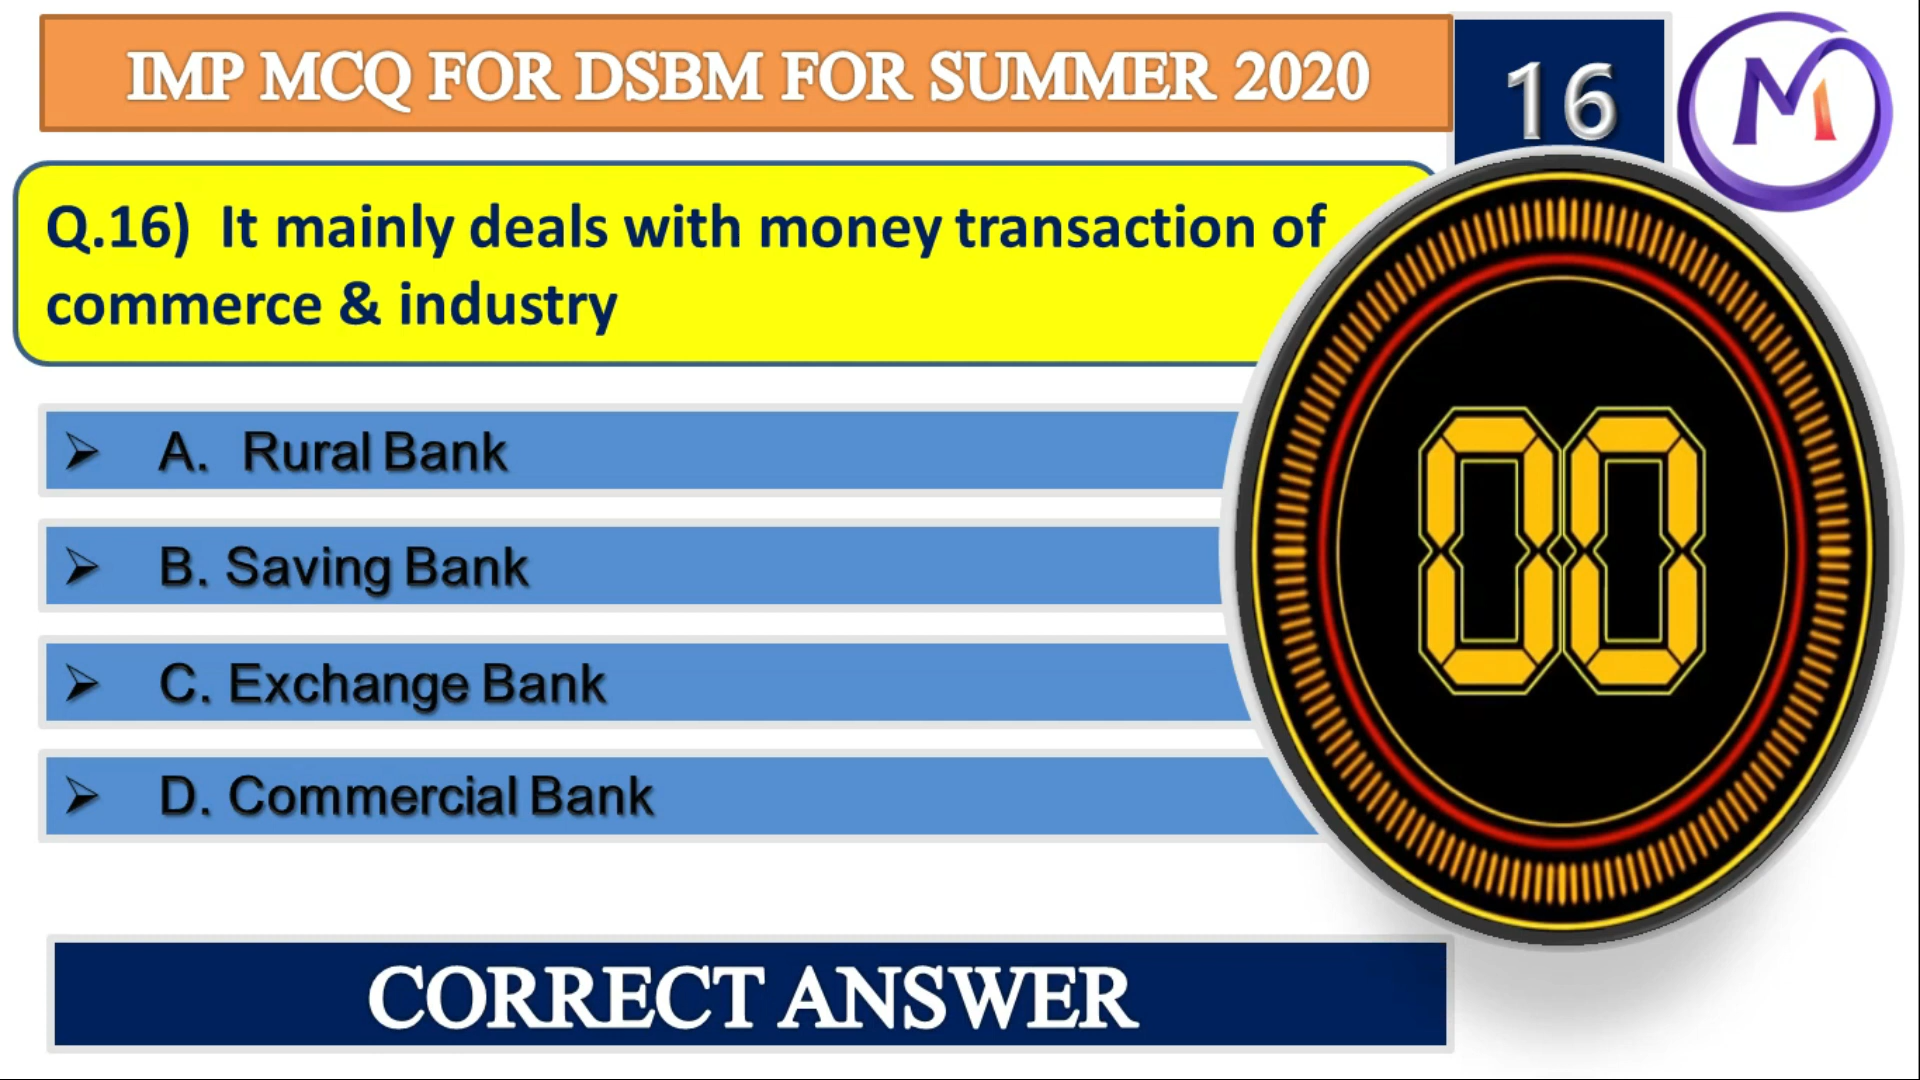 IMP MCQ FOR DSBM FOR SUMMER 2020
16
M
Q.16) It mainly deals with money transaction of
commerce & industry
➢ A. Rural Bank
➢ B. Saving Bank
➢ C. Exchange Bank
➢ D. Commercial Bank
00
CORRECT ANSWER